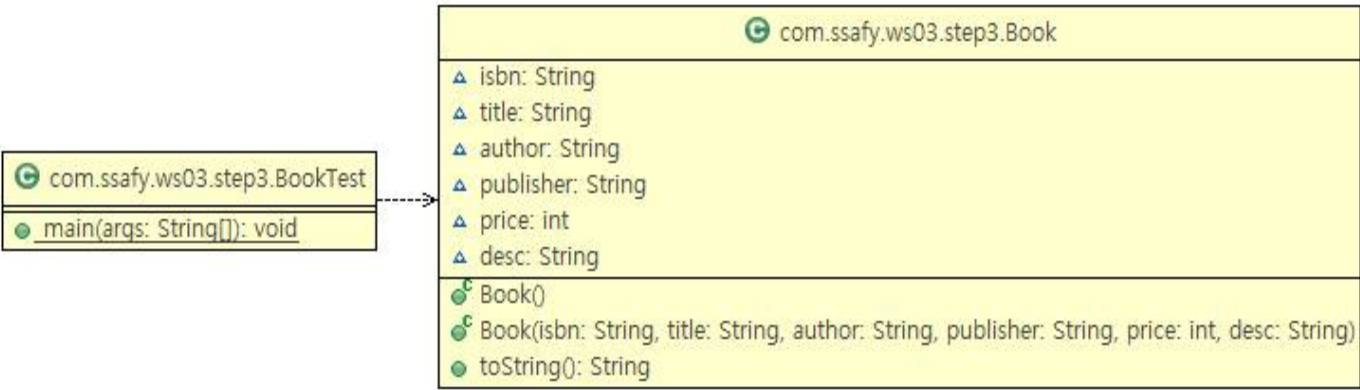 com.ssafy.ws03.step3.BookTest
main(args: String[]): void
com.ssafy.ws03.step3.Book
isbn: String
title: String
author: String
publisher: String
price: int
desc: String
Book()
Book(isbn: String, title: String, author: String, publisher: String, price: int, desc: String)
toString(): String